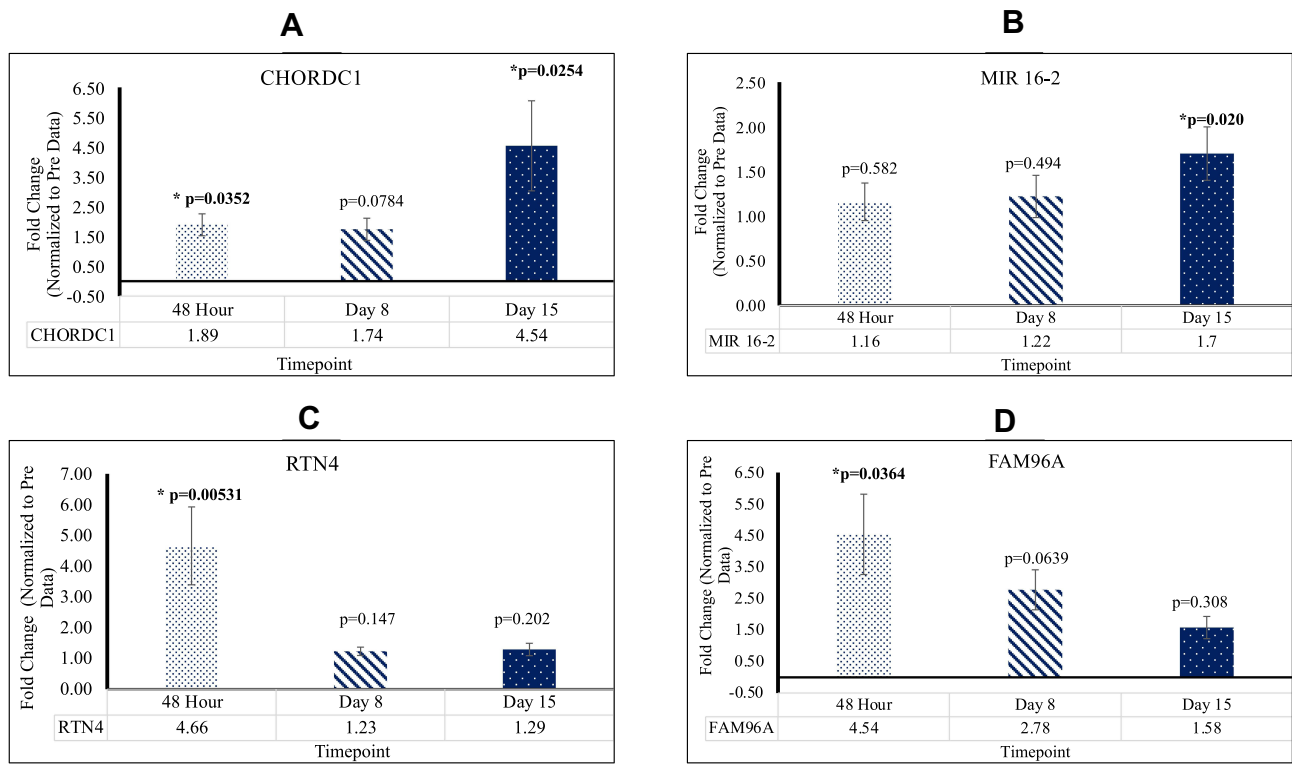 A
CHORDC1
*p=0.0254
* p=0.0352
p=0.0784
Fold Change
(Normalized to Pre Data)
6.50
5.50
4.50
3.50
2.50
1.50
0.50
-0.50
48 Hour Day 8 Day 15
CHORDC1 1.89 1.74 4.54
Timepoint
B
MIR 16-2
*p=0.020
p=0.582
p=0.494
Fold Change
(Normalized to Pre Data)
2.50
2.00
1.50
1.00
0.50
0.00
48 Hour Day 8 Day 15
MIR 16-2 1.16 1.22 1.7
Timepoint
C
RTN4
* p=0.00531
p=0.147
p=0.202
Fold Change (Normalized to Pre
Data)
7.00
6.00
5.00
4.00
3.00
2.00
1.00
0.00
48 Hour Day 8 Day 15
RTN4 4.66 1.23 1.29
Timepoint
D
FAM96A
*p=0.0364
p=0.0639
p=0.308
Fold Change (Normalized to Pre
Data)
6.50
5.50
4.50
3.50
2.50
1.50
0.50
-0.50
48 Hour Day 8 Day 15
FAM96A 4.54 2.78 1.58
Timepoint